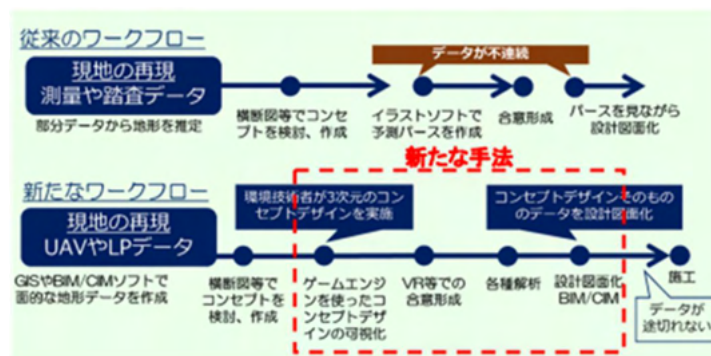 従来のワークフロー
データが不連続
現地の再現
測量や踏査データ
部分データから地形を推定
横断図等でコンセ
プトを検討、作成
イラストソフトで
予測パースを作成
合意形成
パースを見ながら
設計図面化
新たな手法
新たなワークフロー
環境技術者が3次元のコン
セプトデザインを実施
コンセプトデザインそのもの
のデータを設計図面化
現地の再現
UAVやLPデータ
GISやBIM/CIMソフトで
面的な地形データを作成
横断図等で
コンセプトを
検討、作成
ゲームエンジ
ンを使ったコ
ンセプトデザ
インの可視化
VR等での
合意形成
各種解析
設計図面化
BIM/CIM
施工
データが
途切れない